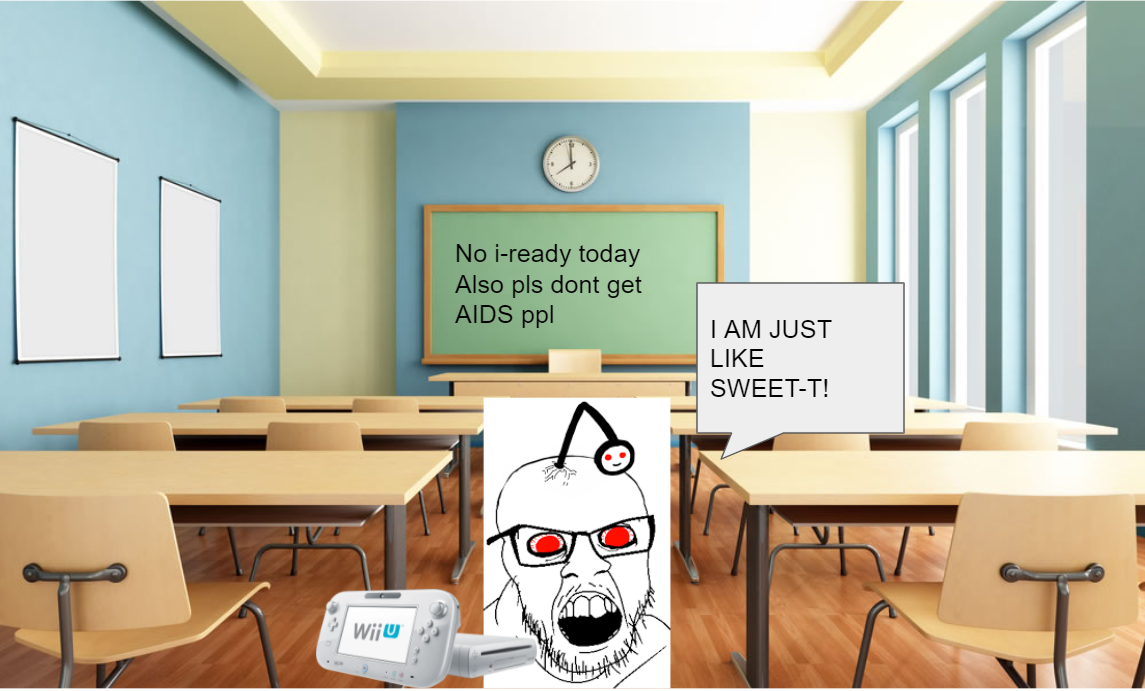 No i-ready today
Also pls dont get
AIDS ppl
I AM JUST
LIKE
SWEET-T!
Wii U